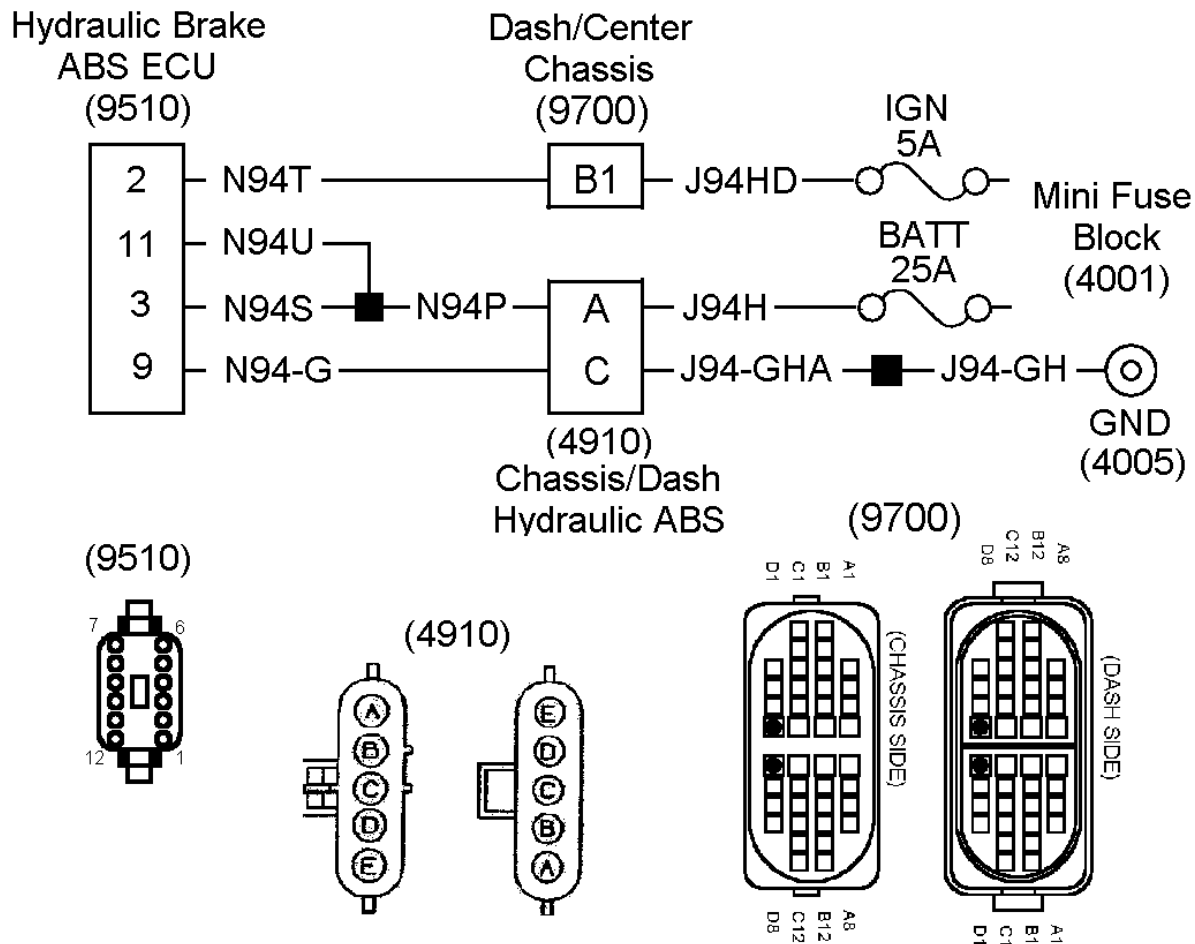 Hydraulic Brake
ABS ECU
(9510)
Dash/Center
Chassis
(9700)
IGN
5A
2 N94T B1 J94HD
Mini Fuse
Block
(4001)
11 N94U
BATT
25A
3 N94S N94P A J94H
9 N94-G C J94-GHA J94-GH
GND
(4005)
(4910)
Chassis/Dash
Hydraulic ABS
(9510)
7 6
12 1
(4910)
A
B
C
D
E
E
D
C
B
A
(9700)
D1 C1 B1 A1
(CHASSIS SIDE)
D8 C12 B12 A8
D8 C12 B12 A8
(DASH SIDE)
D1 C1 B1 A1